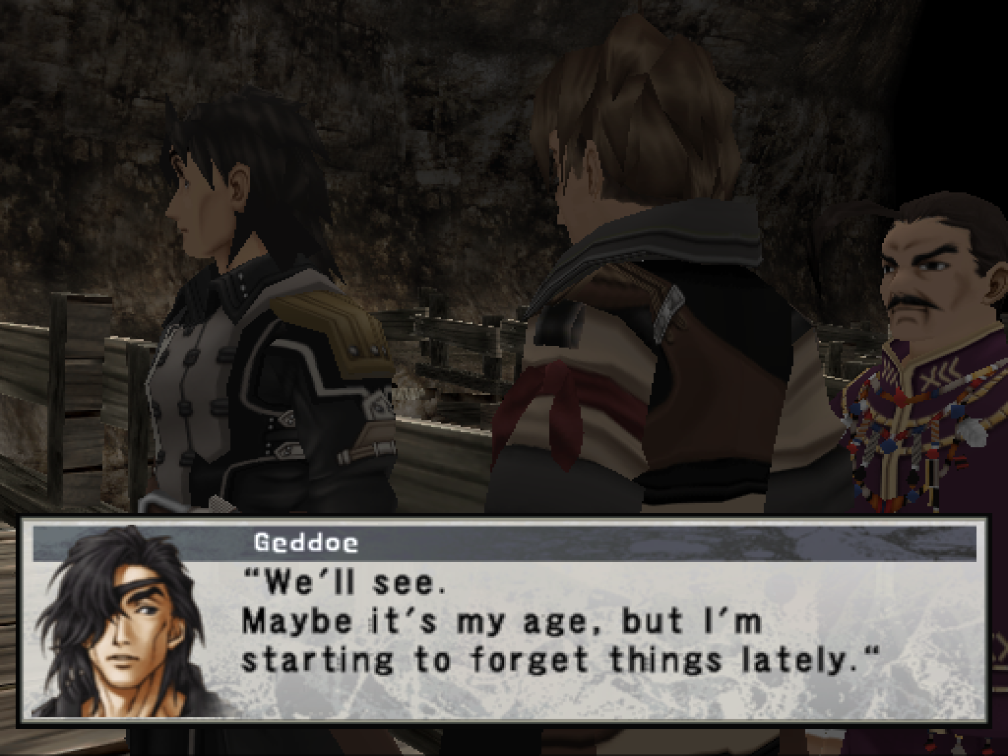 Geddoe
“We'll see.
Maybe it's my age, but I'm
starting to forget things lately.“